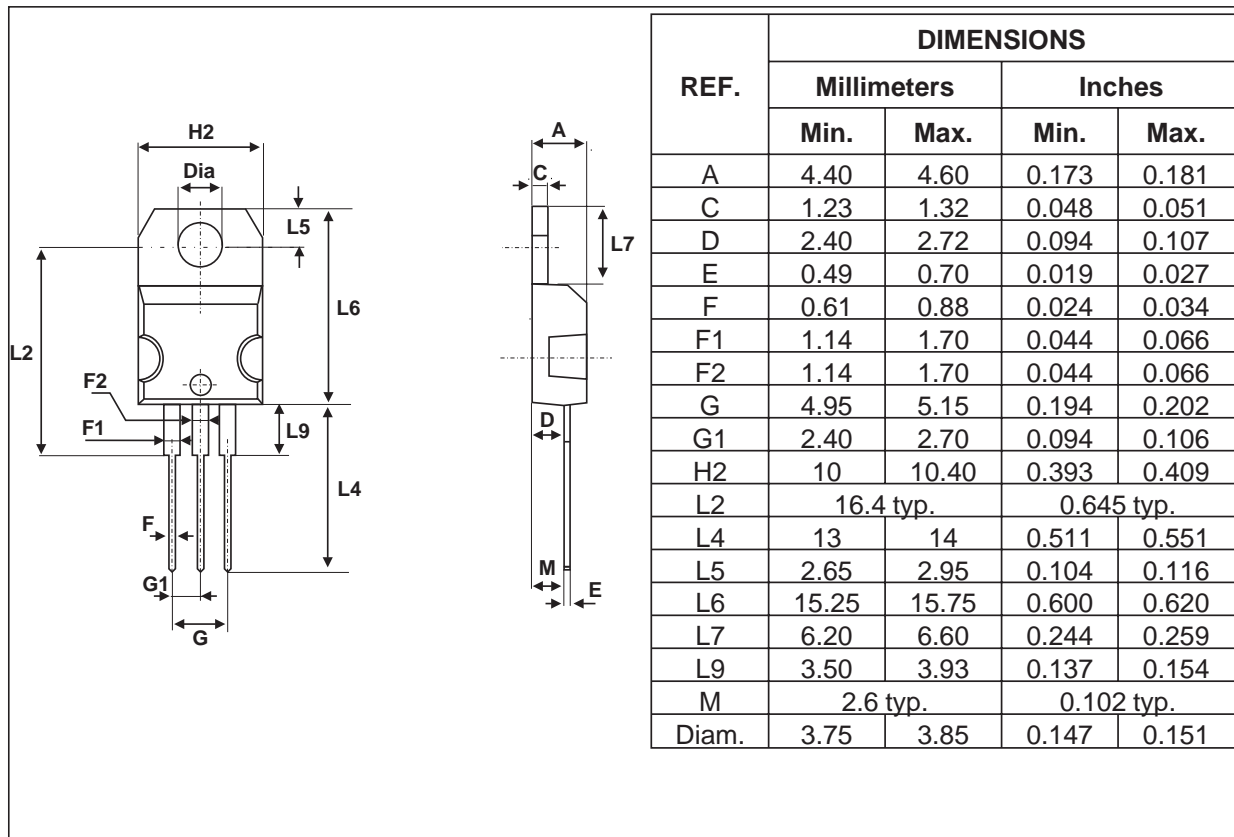 H2
Dia
L5
L6
L2
F2
F1
L9
L4
F
G1
G
A
C
L7
D
M
E
REF. DIMENSIONS
Millimeters Inches
Min. Max. Min. Max.
A 4.40 4.60 0.173 0.181
C 1.23 1.32 0.048 0.051
D 2.40 2.72 0.094 0.107
E 0.49 0.70 0.019 0.027
F 0.61 0.88 0.024 0.034
F1 1.14 1.70 0.044 0.066
F2 1.14 1.70 0.044 0.066
G 4.95 5.15 0.194 0.202
G1 2.40 2.70 0.094 0.106
H2 10 10.40 0.393 0.409
L2 16.4 typ. 0.645 typ.
L4 13 14 0.511 0.551
L5 2.65 2.95 0.104 0.116
L6 15.25 15.75 0.600 0.620
L7 6.20 6.60 0.244 0.259
L9 3.50 3.93 0.137 0.154
M 2.6 typ. 0.102 typ.
Diam. 3.75 3.85 0.147 0.151